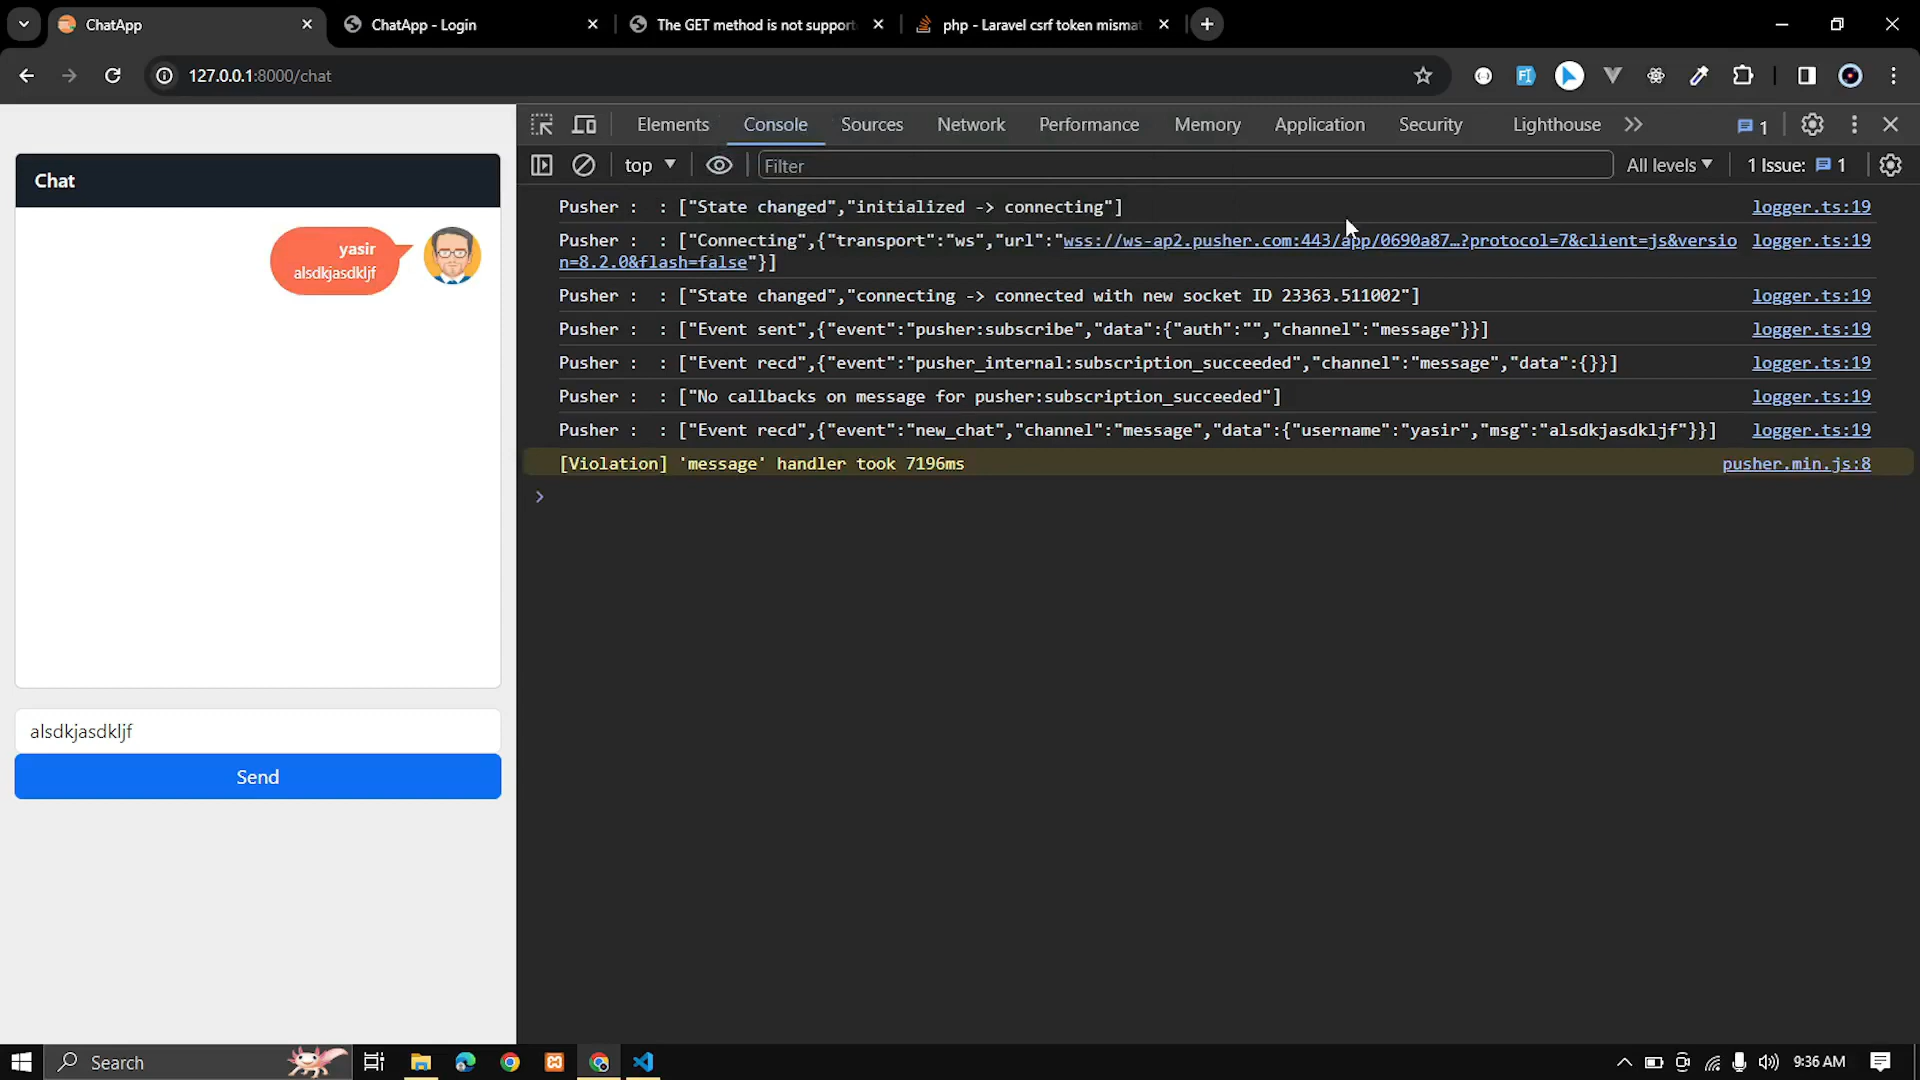 ChatApp
ChatApp - Login
The GET method is not support
php - Laravel csrf token mismat
127.0.0.1:8000/chat
Elements
Console
Sources
Network
Performance
Memory
Application
Security
Lighthouse
1
top
Filter
All levels
1 Issue:
1
Chat
yasir
alsdkjasdkljf
alsdkjasdkljf
Send
Pusher :  : ["State changed","initialized -> connecting"]
logger.ts:19
Pusher :  : ["Connecting",{"transport":"ws","url":"wss://ws-ap2.pusher.com:443/app/0690a87…?protocol=7&client=js&versio
n=8.2.0&flash=false"}]
logger.ts:19
Pusher :  : ["State changed","connecting -> connected with new socket ID 23363.511002"]
logger.ts:19
Pusher :  : ["Event sent",{"event":"pusher:subscribe","data":{"auth":"","channel":"message"}}]
logger.ts:19
Pusher :  : ["Event recd",{"event":"pusher_internal:subscription_succeeded","channel":"message","data":{}}]
logger.ts:19
Pusher :  : ["No callbacks on message for pusher:subscription_succeeded"]
logger.ts:19
Pusher :  : ["Event recd",{"event":"new_chat","channel":"message","data":{"username":"yasir","msg":"alsdkjasdkljf"}}]
logger.ts:19
[Violation] 'message' handler took 7196ms
pusher.min.js:8
Search
9:36 AM